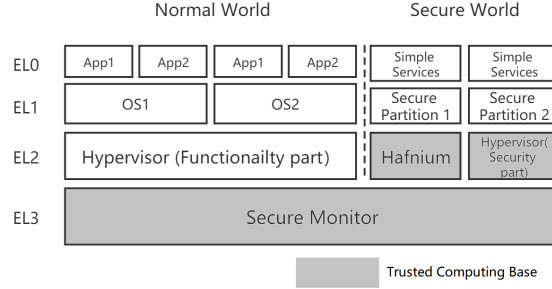 Normal World
Secure World
EL0
App1
App2
App1
App2
Simple
Services
Simple
Services
EL1
OS1
OS2
Secure
Partition 1
Secure
Partition 2
EL2
Hypervisor (Functionailty part)
Hafnium
Hypervisor(
Security
part)
EL3
Secure Monitor
Trusted Computing Base